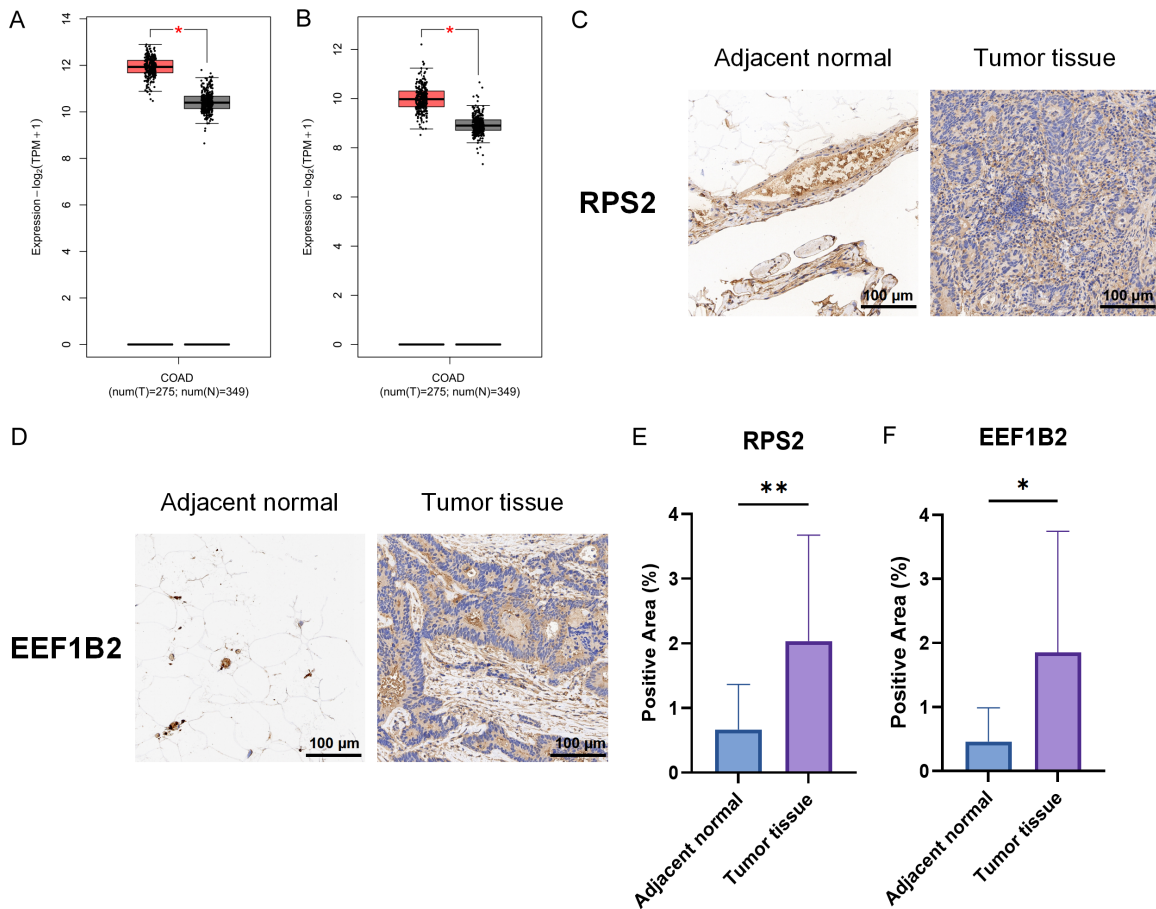 A
14
12
10
8
6
4
2
0
Expression – log₂(TPM + 1)
*
COAD
(num(T)=275; num(N)=349)
B
12
10
8
6
4
2
0
Expression – log₂(TPM + 1)
*
COAD
(num(T)=275; num(N)=349)
C
Adjacent normal
Tumor tissue
RPS2
100 µm
100 µm
D
Adjacent normal
Tumor tissue
EEF1B2
100 µm
100 µm
E
RPS2
**
4
3
2
1
0
Positive Area (%)
Adjacent normal
Tumor tissue
F
EEF1B2
*
4
3
2
1
0
Positive Area (%)
Adjacent normal
Tumor tissue